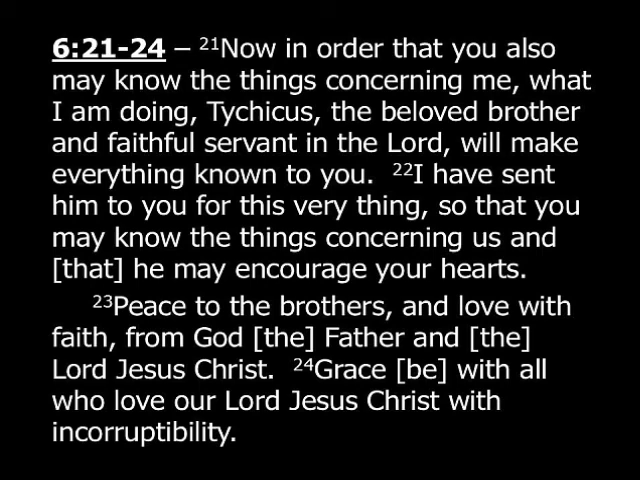 6:21-24 – ²¹Now in order that you also
may know the things concerning me, what
I am doing, Tychicus, the beloved brother
and faithful servant in the Lord, will make
everything known to you.  ²²I have sent
him to you for this very thing, so that you
may know the things concerning us and
[that] he may encourage your hearts.
²³Peace to the brothers, and love with
faith, from God [the] Father and [the]
Lord Jesus Christ.  ²⁴Grace [be] with all
who love our Lord Jesus Christ with
incorruptibility.